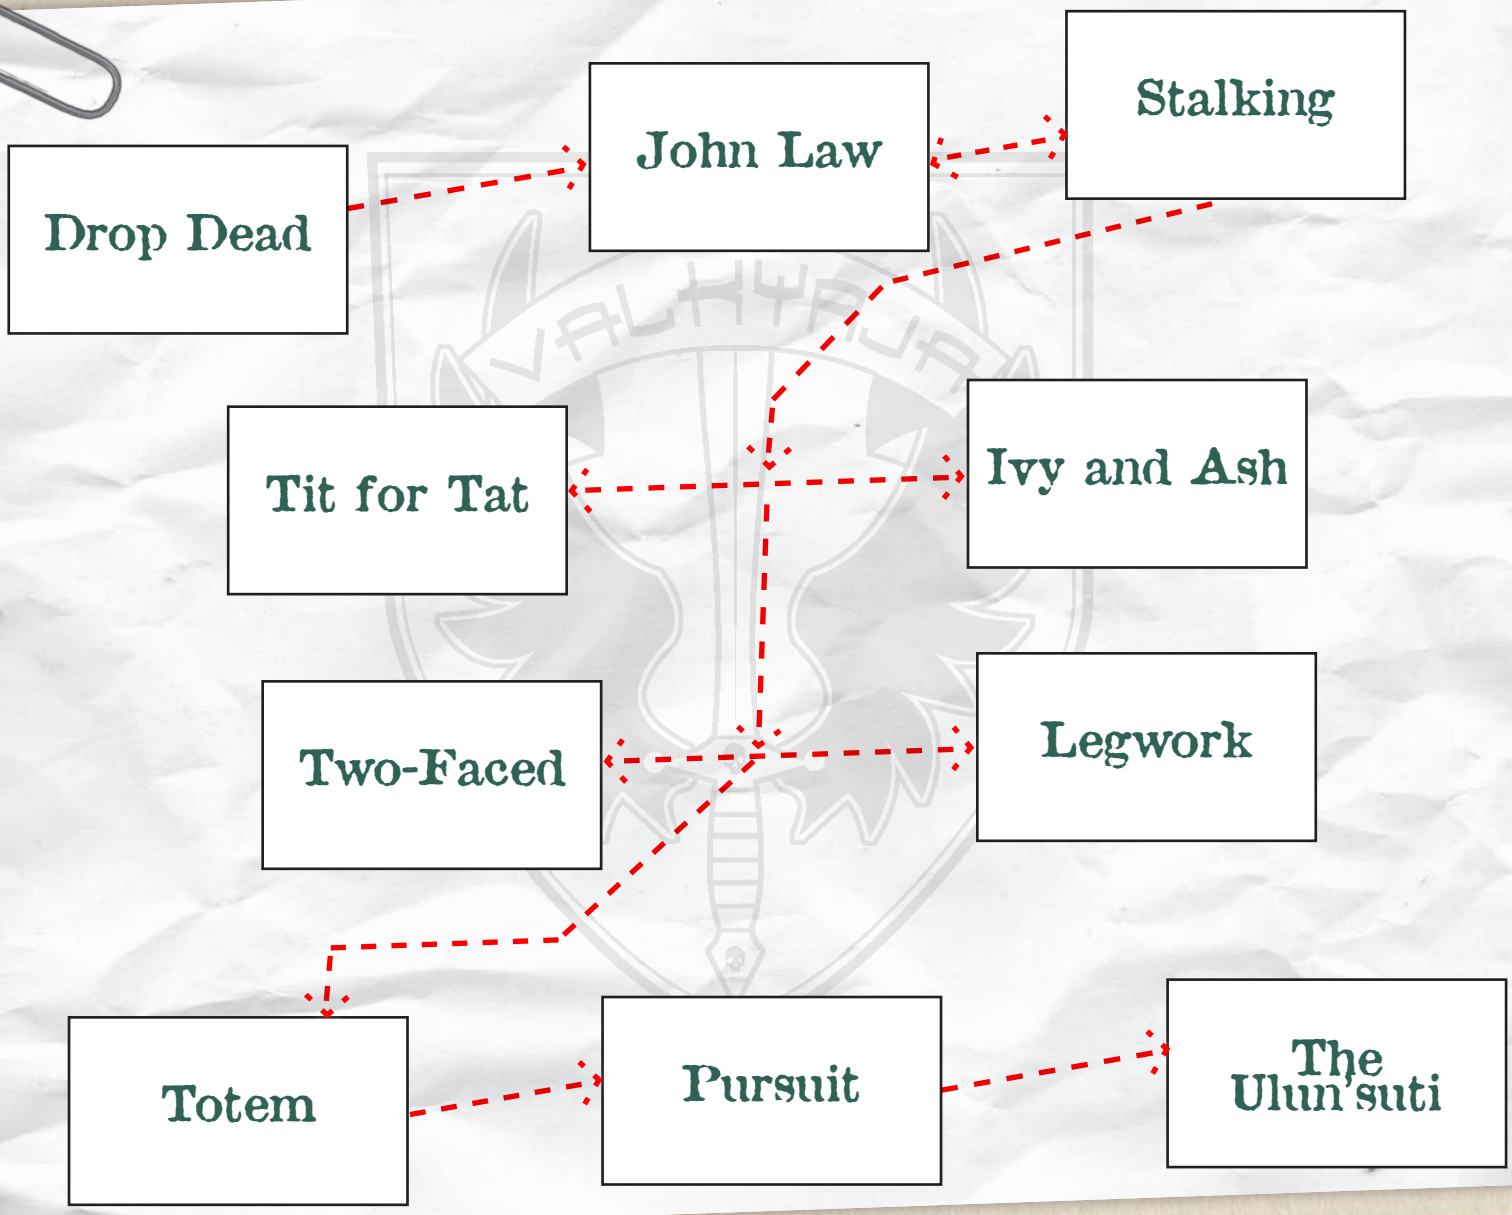 Stalking
John Law
Drop Dead
VALKYRJA
Ivy and Ash
Tit for Tat
Legwork
Two-Faced
The
Ulun'suti
Pursuit
Totem